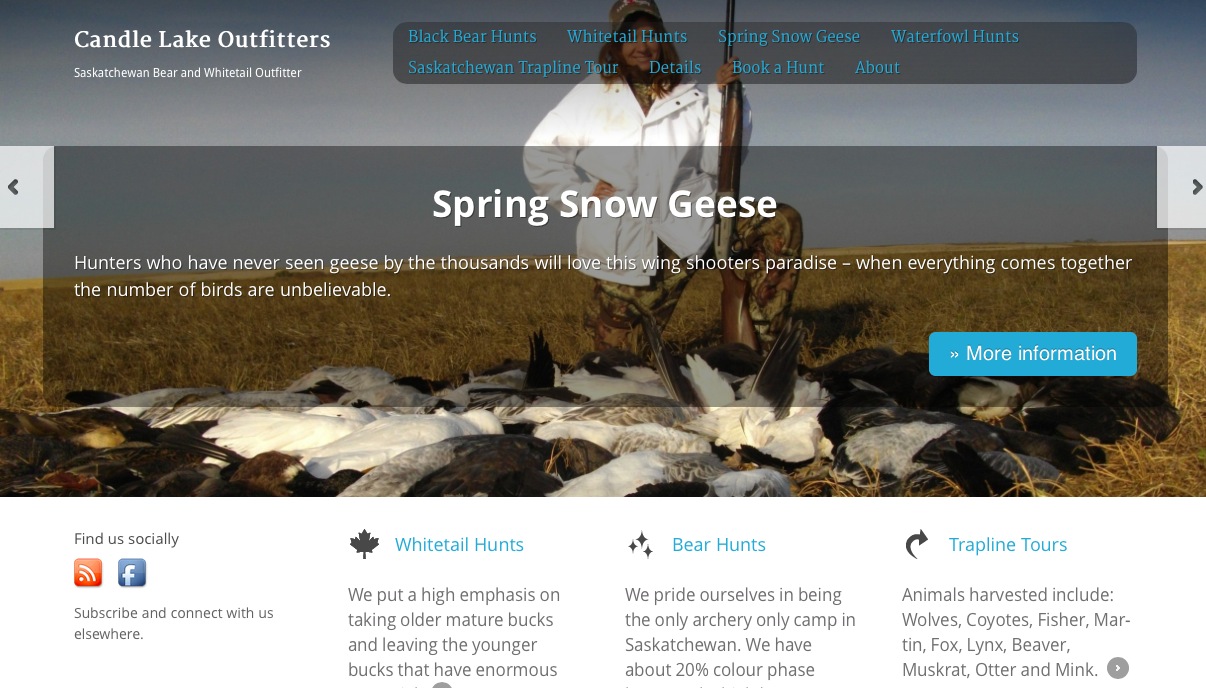 Candle Lake Outfitters
Saskatchewan Bear and Whitetail Outfitter
Black Bear Hunts Whitetail Hunts Spring Snow Geese Waterfowl Hunts
Saskatchewan Trapline Tour Details Book a Hunt About
Spring Snow Geese
Hunters who have never seen geese by the thousands will love this wing shooters paradise – when everything comes together
the number of birds are unbelievable.
» More information
Find us socially
Subscribe and connect with us
elsewhere.
Whitetail Hunts
We put a high emphasis on
taking older mature bucks
and leaving the younger
bucks that have enormous
Bear Hunts
We pride ourselves in being
the only archery only camp in
Saskatchewan. We have
about 20% colour phase
Trapline Tours
Animals harvested include:
Wolves, Coyotes, Fisher, Mar-
tin, Fox, Lynx, Beaver,
Muskrat, Otter and Mink.